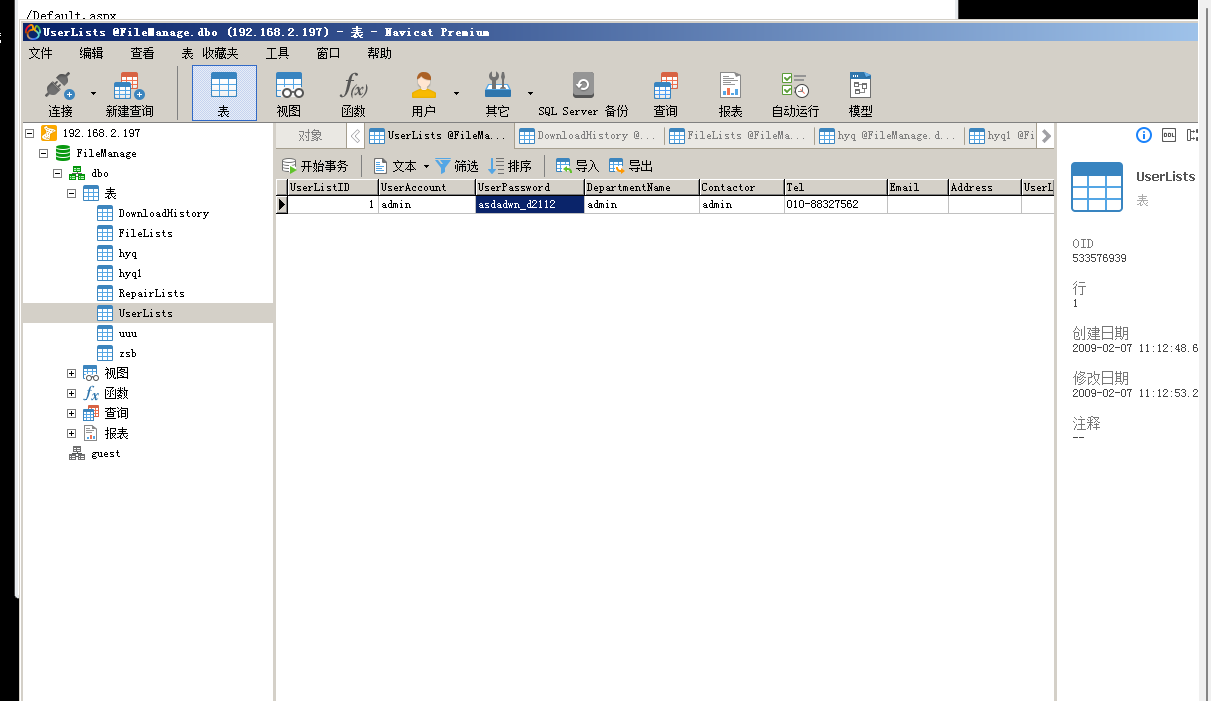 /Default.aspx
UserLists @FileManage.dbo (192.168.2.197) - 表 - Navicat Premium
文件 编辑 查看 表 收藏夹 工具 窗口 帮助
连接 新建查询 表 视图 函数 用户 其它 SQL Server 备份 查询 报表 自动运行 模型
f(x)
192.168.2.197
FileManage
dbo
表
DownloadHistory
FileLists
hyq
hyq1
RepairLists
UserLists
uuu
zsb
视图
fx 函数
查询
报表
guest
对象 UserLists @FileMa... DownloadHistory @... FileLists @FileMa... hyq @FileManage.d... hyq1 @Fi
开始事务 文本 筛选 排序 导入 导出
UserListID UserAccount UserPassword DepartmentName Contactor Tel Email Address UserL
1 admin asdadwn_d2112 admin admin 010-88327562
DDL
UserLists
表
OID
533576939
行
1
创建日期
2009-02-07 11:12:48.6
修改日期
2009-02-07 11:12:53.2
注释
--